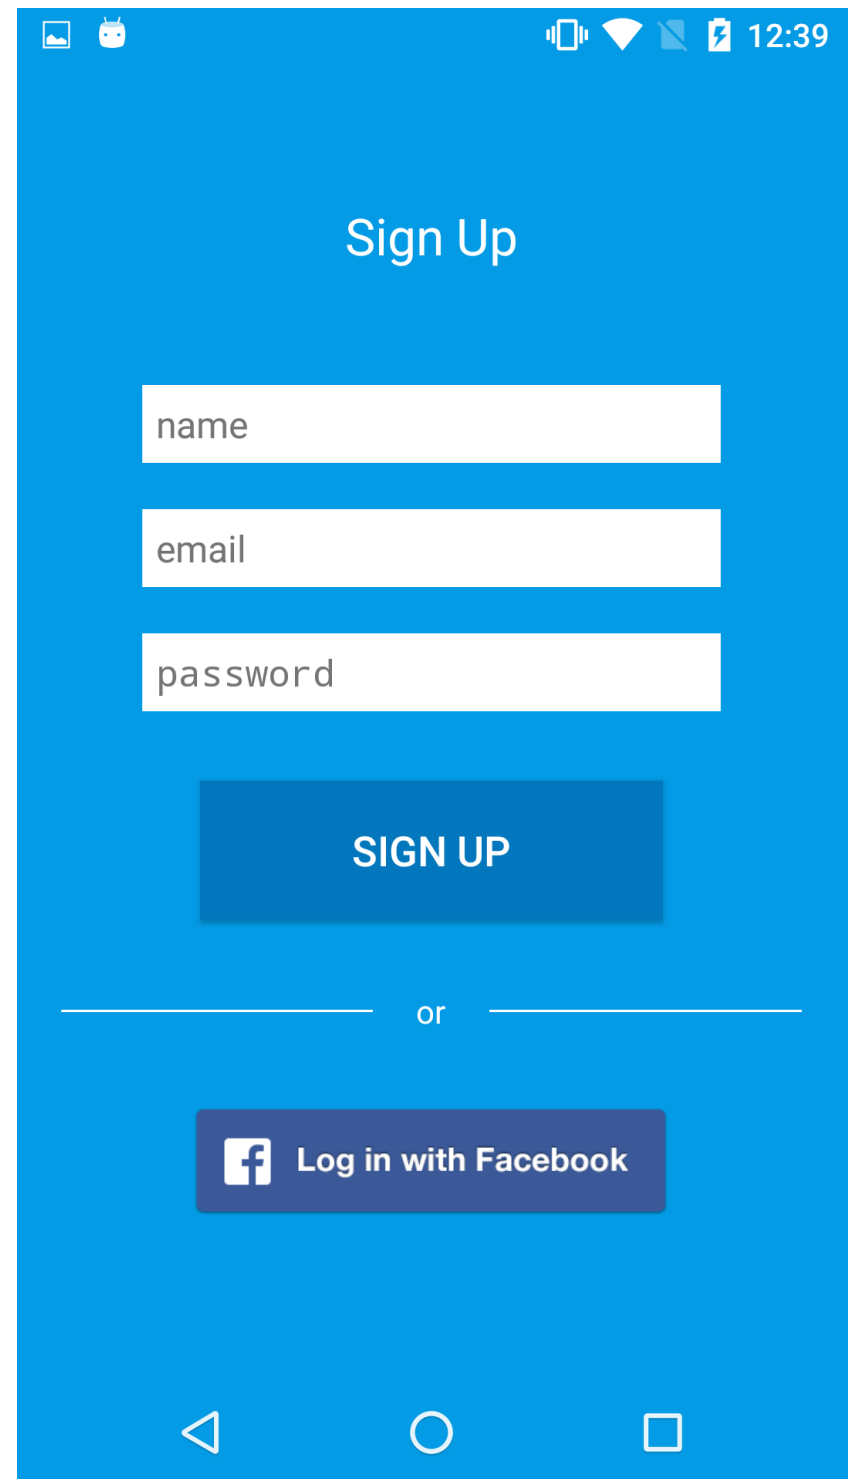 12:39
Sign Up
name
email
password
SIGN UP
or
Log in with Facebook